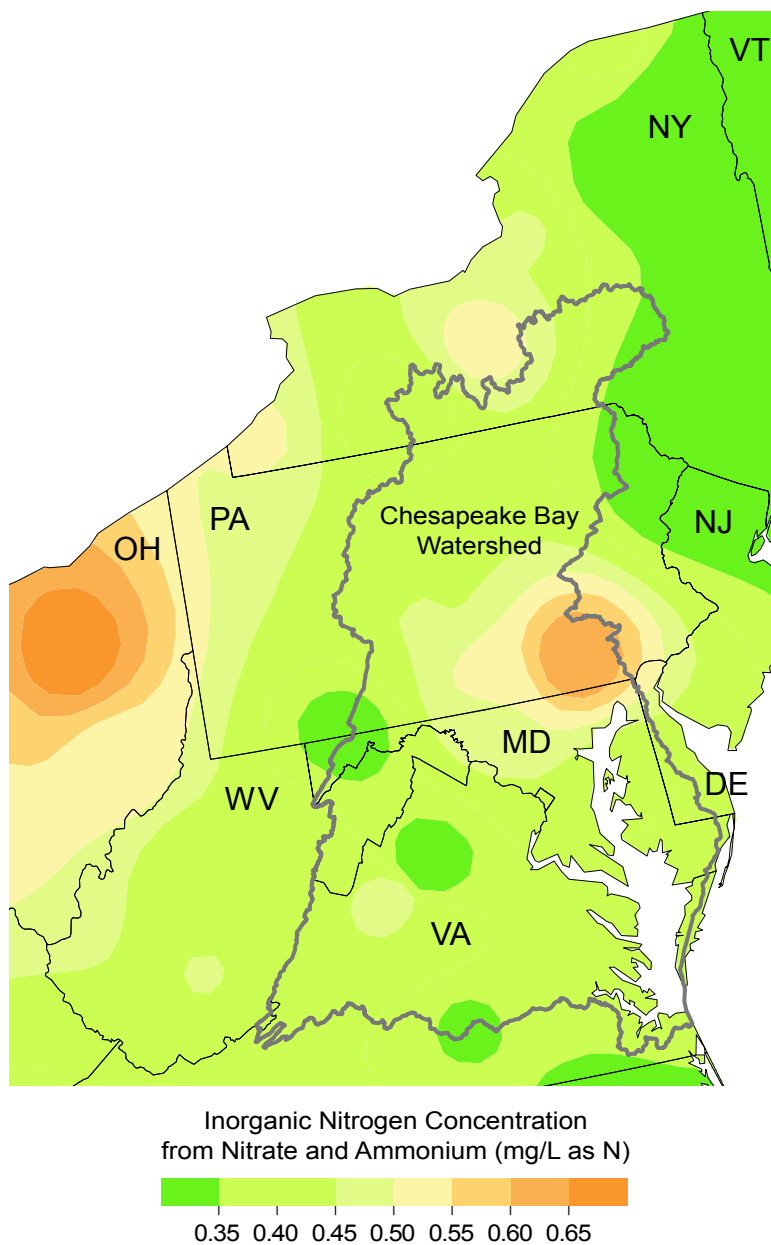 VT
NY
PA
Chesapeake Bay
Watershed
NJ
OH
MD
WV
DE
VA
Inorganic Nitrogen Concentration
from Nitrate and Ammonium (mg/L as N)
0.35 0.40 0.45 0.50 0.55 0.60 0.65